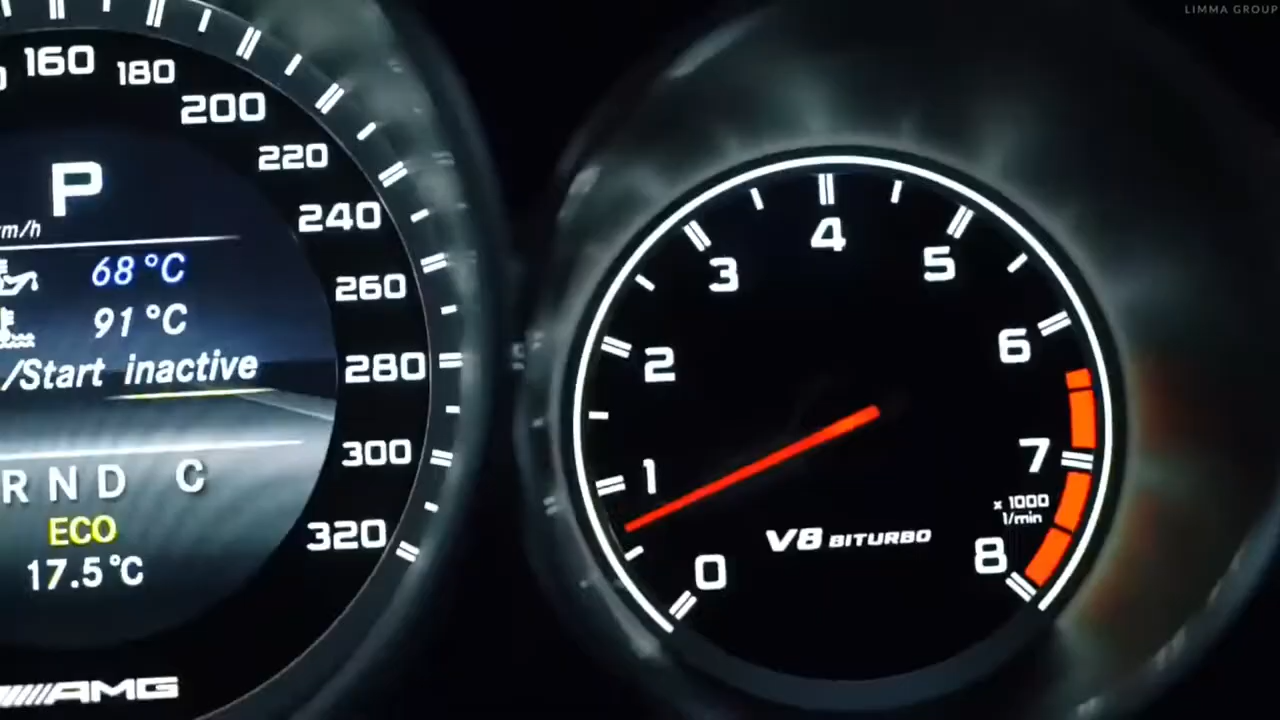 LIMMA GROUP
160
180
200
220
240
260
280
300
320
P
km/h
68°C
91°C
/Start inactive
R N D C
ECO
17.5°C
AMG
0
1
2
3
4
5
6
7
8
x 1000
1/min
V8 BITURBO